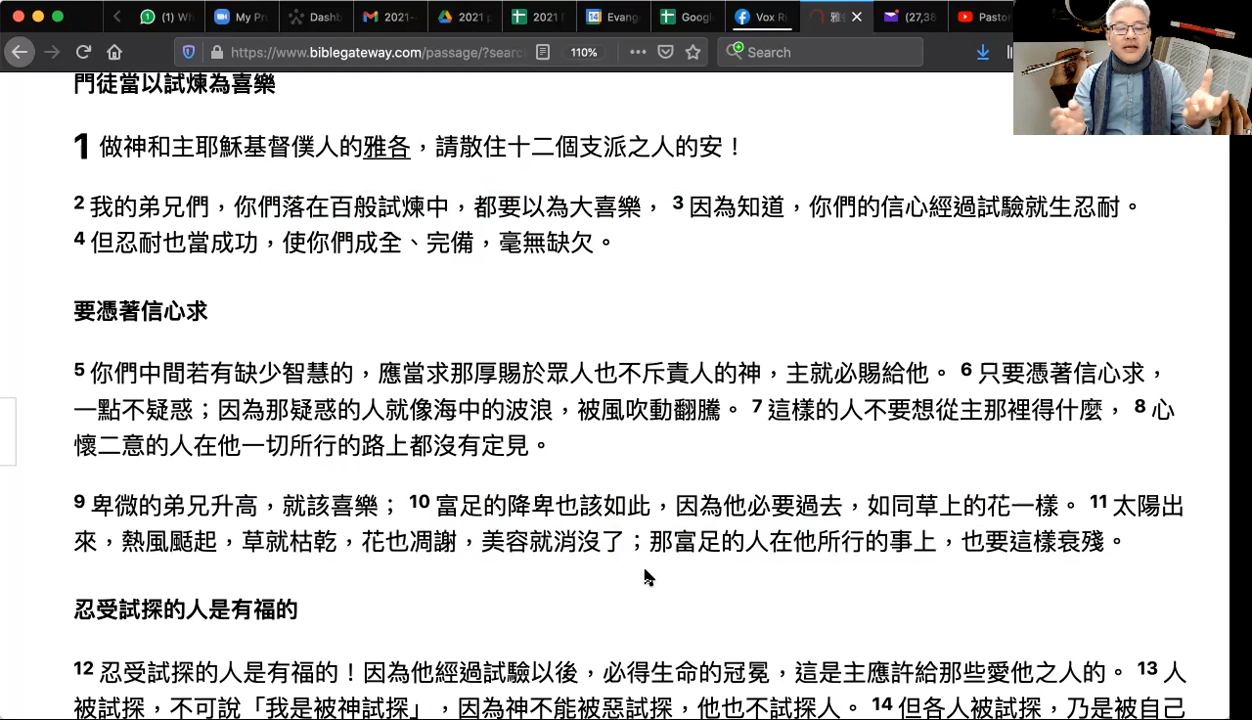 (1) Wh
My Pro
Dashb
2021-
2021 p
2021 F
Evang
Googl
Vox R
雅
(27,38
Pastor
https://www.biblegateway.com/passage/?searc
110%
Search
門徒當以試煉為喜樂
1 做神和主耶穌基督僕人的雅各，請散住十二個支派之人的安！
2 我的弟兄們，你們落在百般試煉中，都要以為大喜樂， 3 因為知道，你們的信心經過試驗就生忍耐。
4 但忍耐也當成功，使你們成全、完備，毫無缺欠。
要憑著信心求
5 你們中間若有缺少智慧的，應當求那厚賜於眾人也不斥責人的神，主就必賜給他。 6 只要憑著信心求，
一點不疑惑；因為那疑惑的人就像海中的波浪，被風吹動翻騰。 7 這樣的人不要想從主那裡得什麼， 8 心
懷二意的人在他一切所行的路上都沒有定見。
9 卑微的弟兄升高，就該喜樂； 10 富足的降卑也該如此，因為他必要過去，如同草上的花一樣。 11 太陽出
來，熱風颳起，草就枯乾，花也凋謝，美容就消沒了；那富足的人在他所行的事上，也要這樣衰殘。
忍受試探的人是有福的
12 忍受試探的人是有福的！因為他經過試驗以後，必得生命的冠冕，這是主應許給那些愛他之人的。 13 人
被試探，不可說「我是被神試探」，因為神不能被惡試探，他也不試探人。 14 但各人被試探，乃是被自己